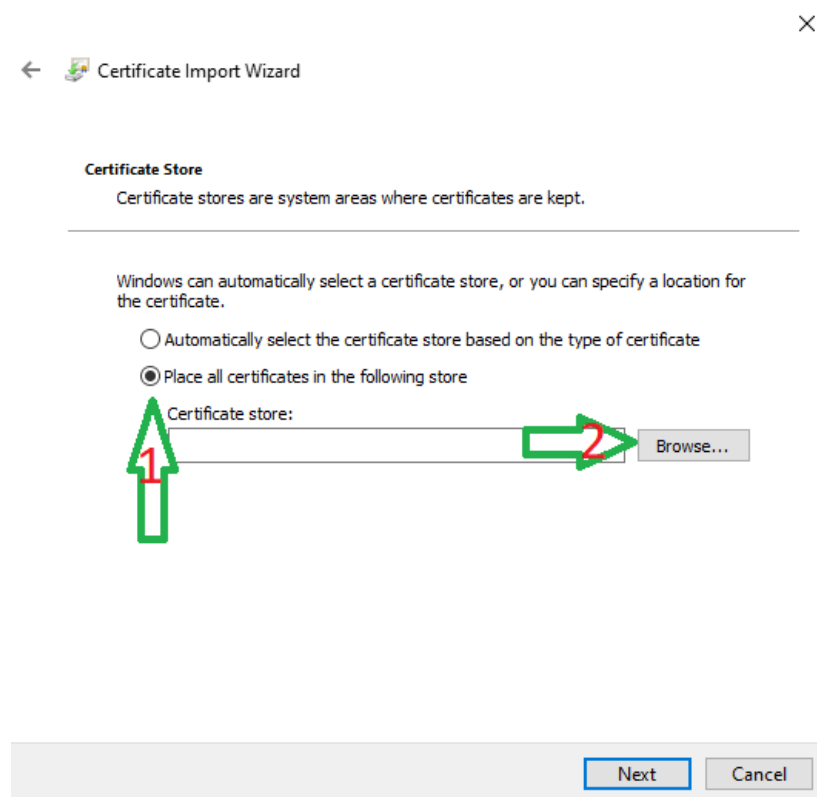 Certificate Import Wizard
Certificate Store
Certificate stores are system areas where certificates are kept.
Windows can automatically select a certificate store, or you can specify a location for
the certificate.
Automatically select the certificate store based on the type of certificate
Place all certificates in the following store
Certificate store:
1
2
Browse...
Next
Cancel